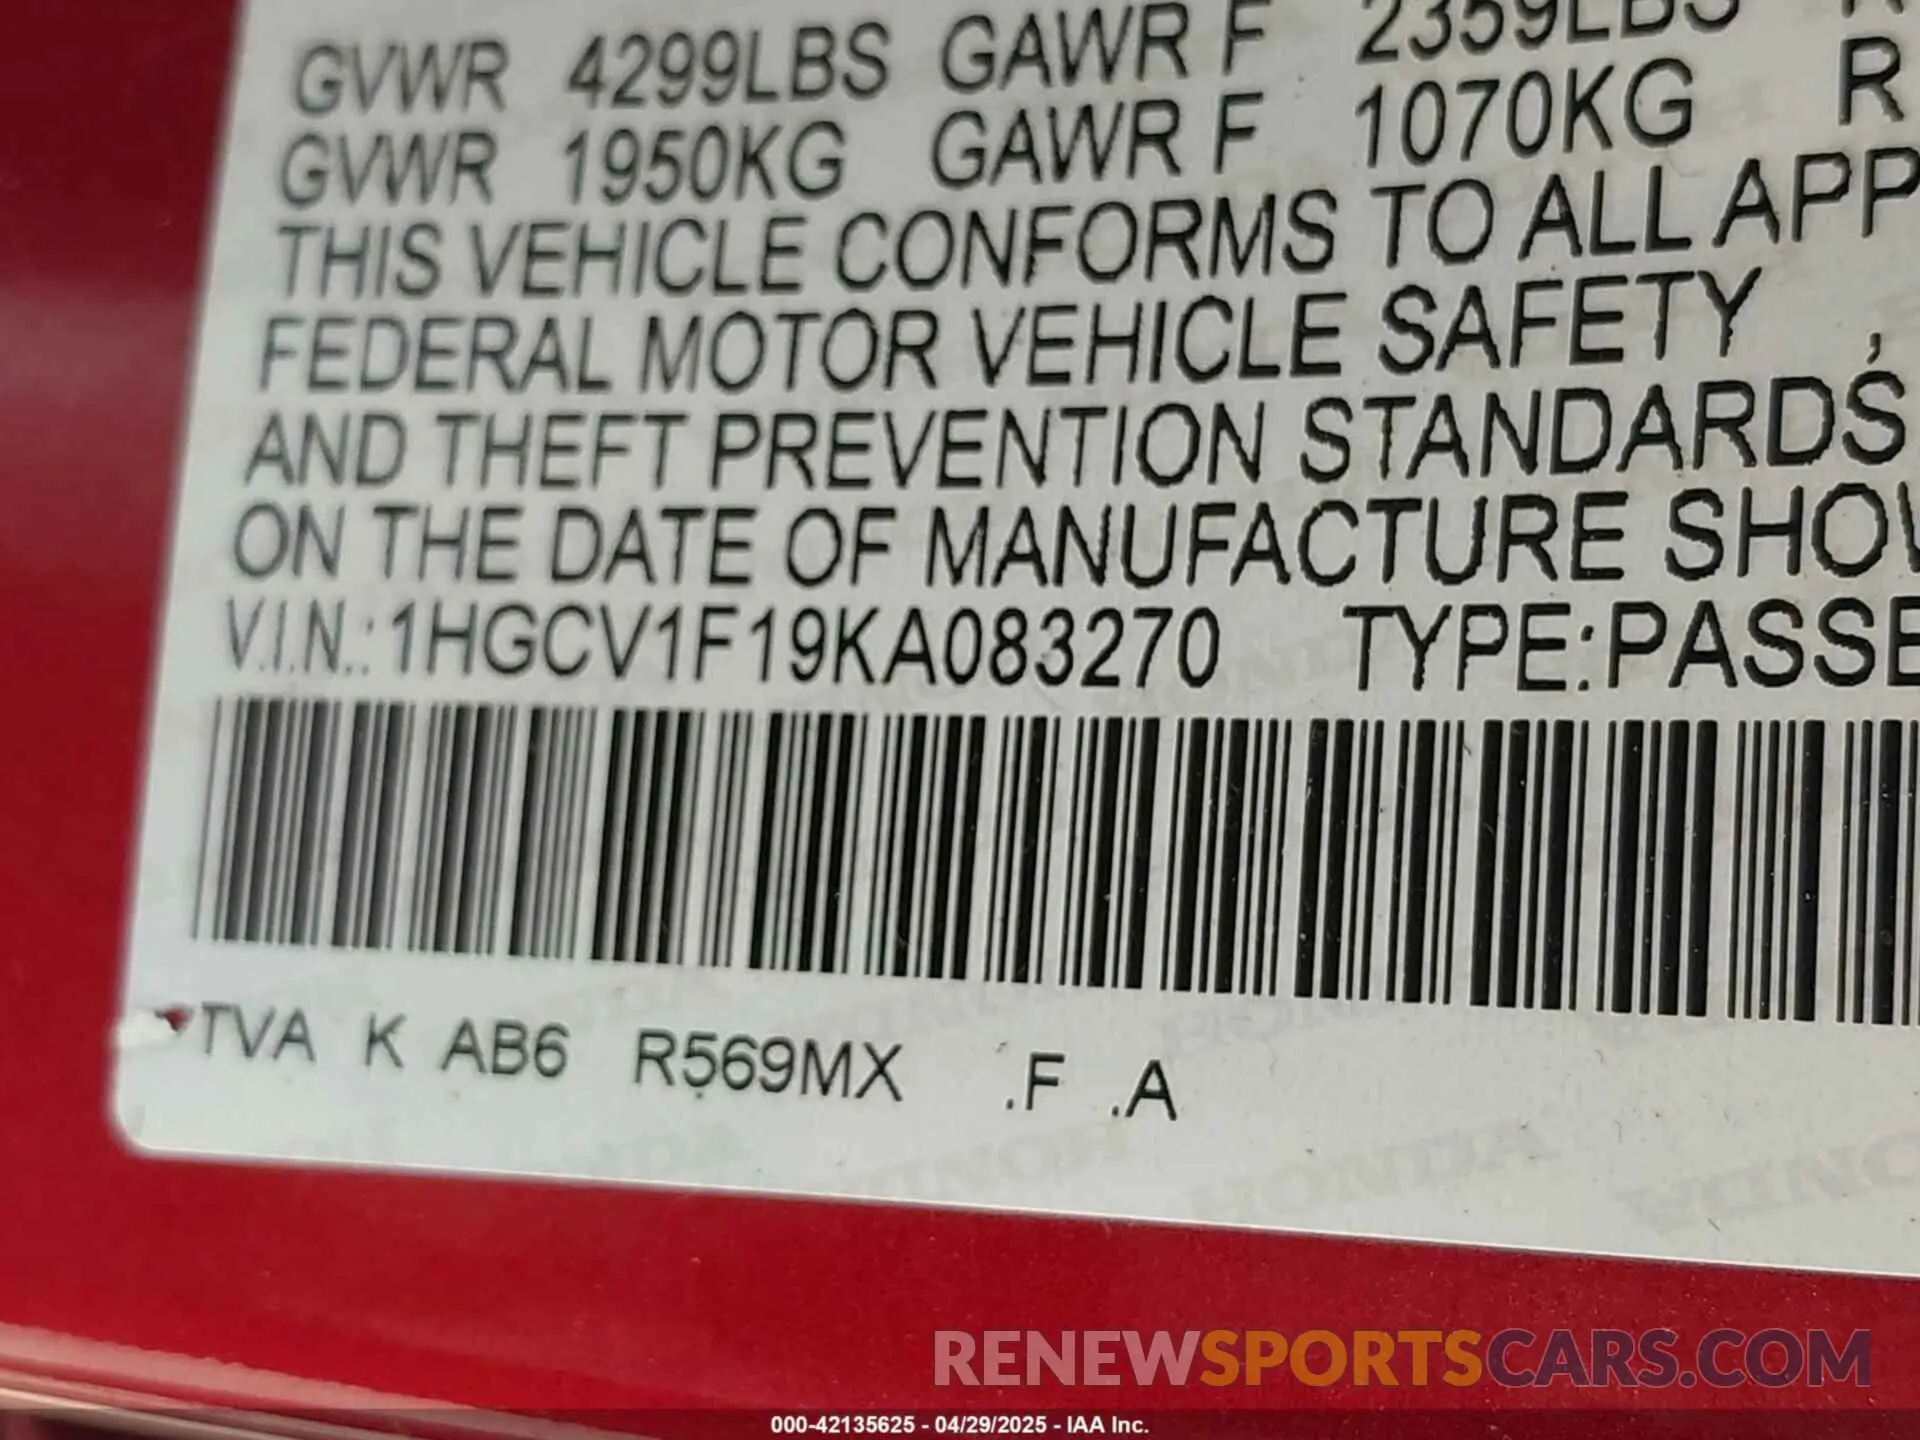 GVWR 4299LBS GAWR F 2359LBS
GVWR 1950KG GAWR F 1070KG R
THIS VEHICLE CONFORMS TO ALL APP
FEDERAL MOTOR VEHICLE SAFETY ,
AND THEFT PREVENTION STANDARDS
ON THE DATE OF MANUFACTURE SHOW
V.I.N.: 1HGCV1F19KA083270 TYPE:PASSE
TVA K AB6 R569MX .F .A
RENEWSPORTSCARS.COM
000-42135625 - 04/29/2025 - IAA Inc.